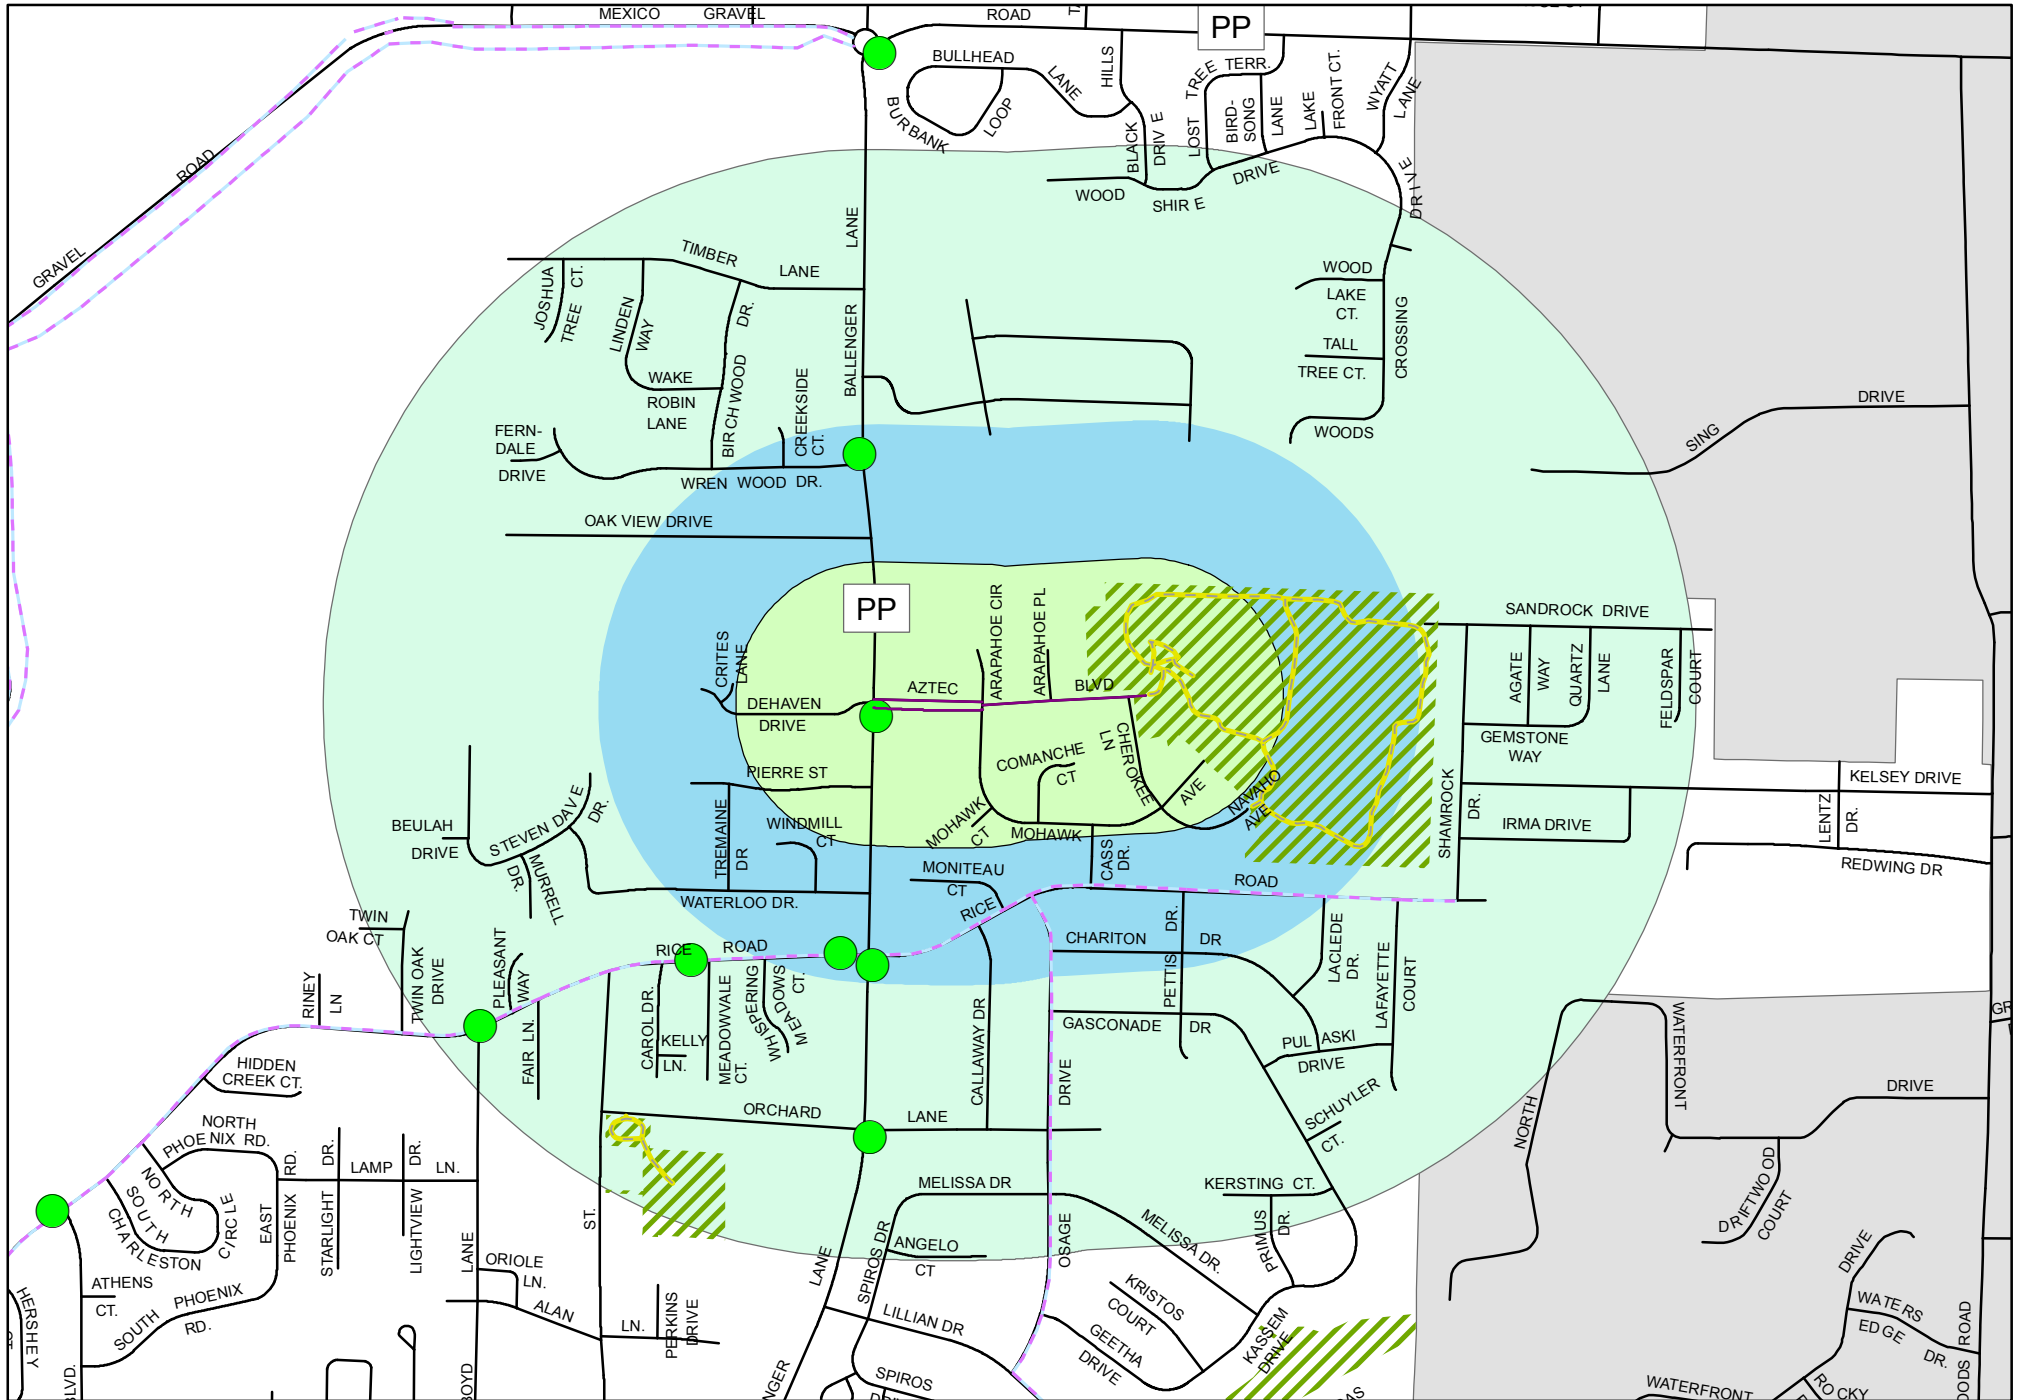 MEXICO GRAVEL ROAD
PP
BULLHEAD
LANE
HILLS
TREE TERR.
FRONT CT.
WYATT
LANE
BURBANK
LOOP
BLACK
DRIVE
LOST
BIRD-
SONG
LANE
LAKE
ROAD
GRAVEL
WOOD
SHIRE
DRIVE
DRIVE
LANE
TIMBER
LANE
JOSHUA
TREE
CT.
LINDEN
WAY
DR.
BALLENGER
WOOD
LAKE
CT.
TALL
TREE CT.
CROSSING
WOODS
WAKE
ROBIN
LANE
BIRCHWOOD
CREEKSIDE
CT.
FERN-
DALE
DRIVE
WREN WOOD DR.
SING
DRIVE
OAK VIEW DRIVE
PP
CRITES
LANE
DEHAVEN
DRIVE
AZTEC
BLVD
ARAPAHOE CIR
ARAPAHOE PL
SANDROCK DRIVE
AGATE
WAY
QUARTZ
LANE
FELDSPAR
COURT
GEMSTONE
WAY
CHEROKEE
LN
COMANCHE
CT
AVE
NAVAHO
AVE
PIERRE ST
TREMAINE
DR
WINDMILL
CT
MOHAWK
CT
MOHAWK
CASS
DR.
SHAMROCK
DR.
KELSEY DRIVE
LENTZ
DR.
IRMA DRIVE
REDWING DR
BEULAH
DRIVE
STEVEN DAVE
DR.
MURRELL
DR.
MONITEAU
CT
WATERLOO DR.
RICE
ROAD
TWIN
OAK CT
TWIN OAK
DRIVE
PLEASANT
WAY
RICE
ROAD
CHARITON
DR
PETTIS
DR.
LACLEDE
DR.
LAFAYETTE
COURT
RINEY
LN
FAIR LN.
CAROL DR.
KELLY
LN.
MEADOWVALE
CT.
WHISPERING
MEADOWS
CT.
CALLAWAY DR
GASCONADE
DR
DRIVE
PULASKI
DRIVE
WATERFRONT
DRIVE
NORTH
GR
HIDDEN
CREEK CT.
ORCHARD
LANE
SCHUYLER
CT.
NORTH
PHOENIX RD.
NORTH
SOUTH
CHARLESTON
CIRCLE
EAST
PHOENIX
RD.
STARLIGHT
DR.
LAMP
LN.
LIGHTVIEW
DR.
LANE
ST.
MELISSA DR
MELISSA DR.
KERSTING CT.
PRIMUS
DR.
DRIFTWOOD
COURT
ORIOLE
LN.
ALAN
LN.
PERKINS
DRIVE
LANE
SPIROS DR
ANGELO
CT
OSAGE
KRISTOS
COURT
LILLIAN DR
GEETHA
DRIVE
KASSEM
DRIVE
ATHENS
CT.
SOUTH
PHOENIX
RD.
HERSHEY
BLVD.
BOYD
NGER
SPIROS
DRIVE
WATERS
EDGE
DR.
ROAD
OODS
WATERFRONT
ROCKY